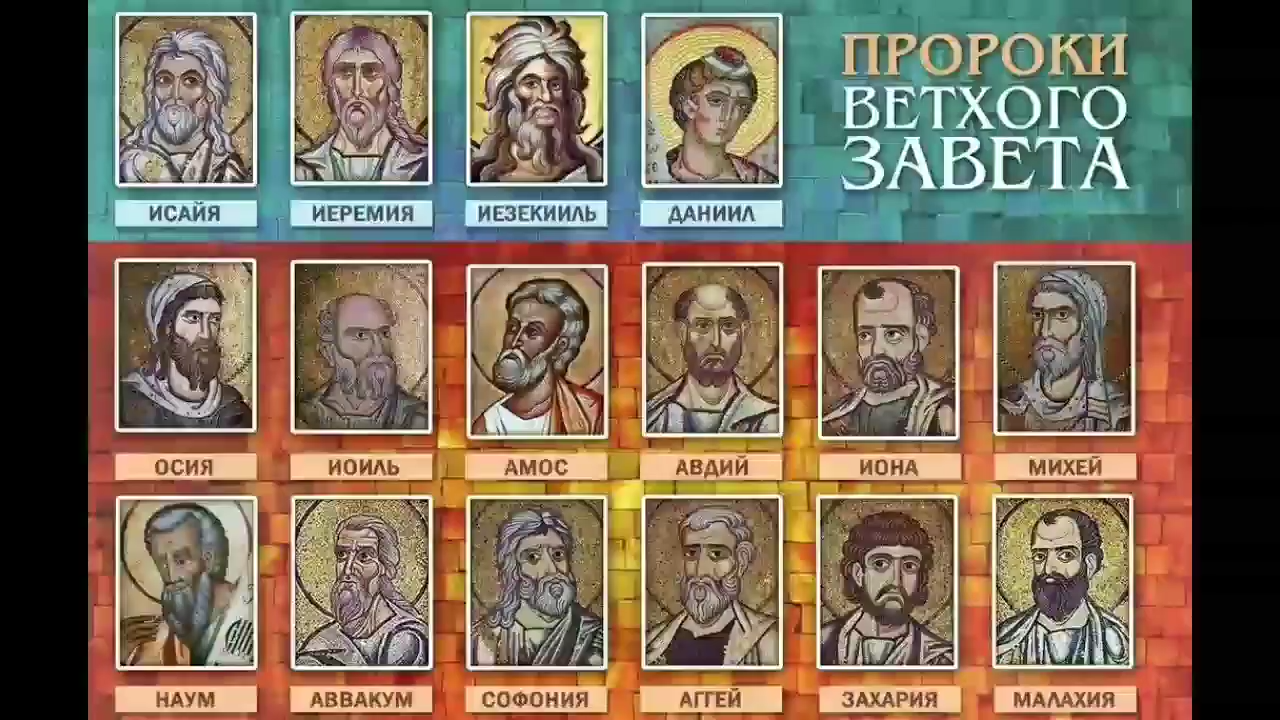 ПРОРОКИ
ВЕТХОГО
ЗАВЕТА
ИСАЙЯ
ИЕРЕМИЯ
ИЕЗЕКИИЛЬ
ДАНИИЛ
ОСИЯ
ИОИЛЬ
АМОС
АВДИЙ
ИОНА
МИХЕЙ
НАУМ
АВВАКУМ
СОФОНИЯ
АГГЕЙ
ЗАХАРИЯ
МАЛАХИЯ